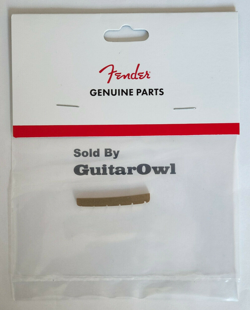 Fender
GENUINE PARTS
Sold By
GuitarOwl